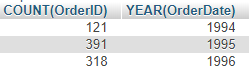 COUNT(OrderID) YEAR(OrderDate)
121 1994
391 1995
318 1996